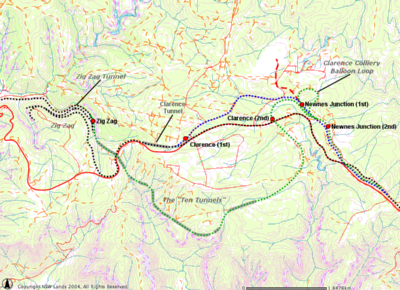 Clarence Colliery
Balloon Loop
Zig Zag Tunnel
Newnes Junction (1st)
Clarence
Tunnel
Zig Zag
Zig Zag
Clarence (2nd)
Newnes Junction (2nd)
Clarence (1st)
The "Ten Tunnels"
Copyright NSW Lands 2004, All Rights Reserved